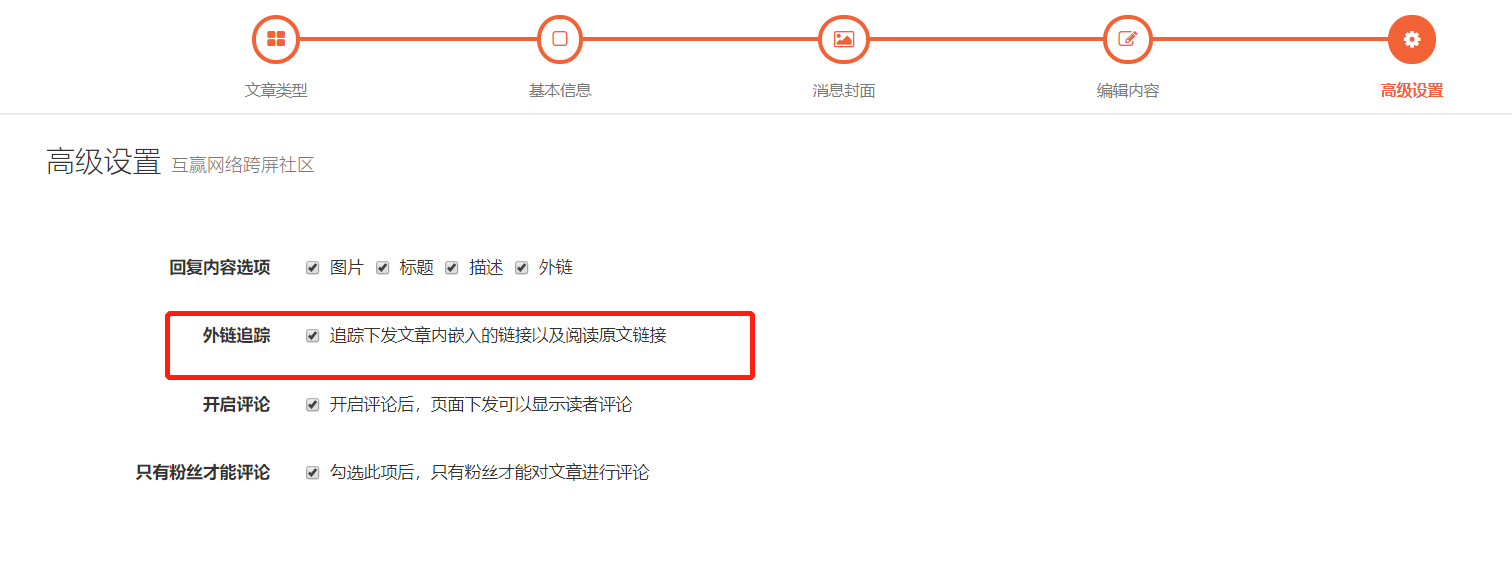 文章类型 基本信息 消息封面 编辑内容 高级设置
高级设置 互赢网络跨屏社区
回复内容选项 图片 标题 描述 外链
外链追踪 追踪下发文章内嵌入的链接以及阅读原文链接
开启评论 开启评论后，页面下发可以显示读者评论
只有粉丝才能评论 勾选此项后，只有粉丝才能对文章进行评论